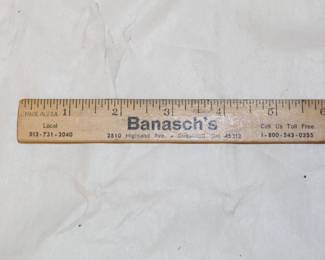 MADE IN U.S.A. 1 2 3 4 5 6
Local Banasch's Call Us Toll Free
513-731-2040 2810 Highland Ave. - Cincinnati, OH 45212 1-800-543-0355